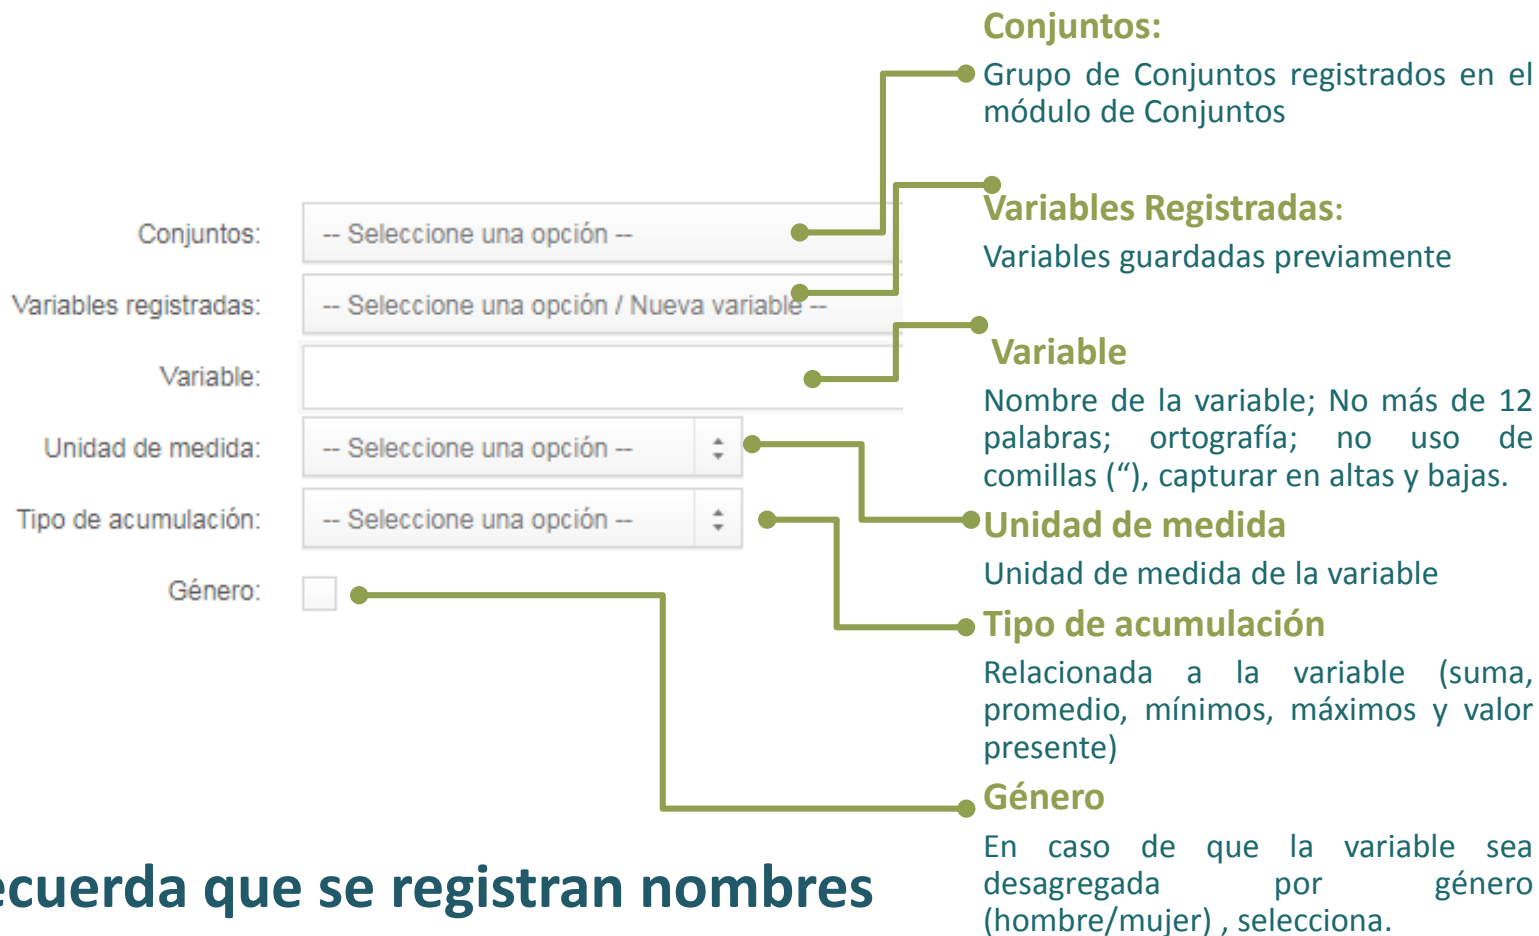 Conjuntos:
-- Seleccione una opción --
Variables registradas:
-- Seleccione una opción / Nueva variable --
Variable:
Unidad de medida:
-- Seleccione una opción --
Tipo de acumulación:
-- Seleccione una opción --
Género:
Conjuntos:
Grupo de Conjuntos registrados en el
módulo de Conjuntos
Variables Registradas:
Variables guardadas previamente
Variable
Nombre de la variable; No más de 12
palabras; ortografía; no uso de
comillas (“), capturar en altas y bajas.
Unidad de medida
Unidad de medida de la variable
Tipo de acumulación
Relacionada a la variable (suma,
promedio, mínimos, máximos y valor
presente)
Género
En caso de que la variable sea
desagregada por género
(hombre/mujer) , selecciona.
ecuerda que se registran nombres